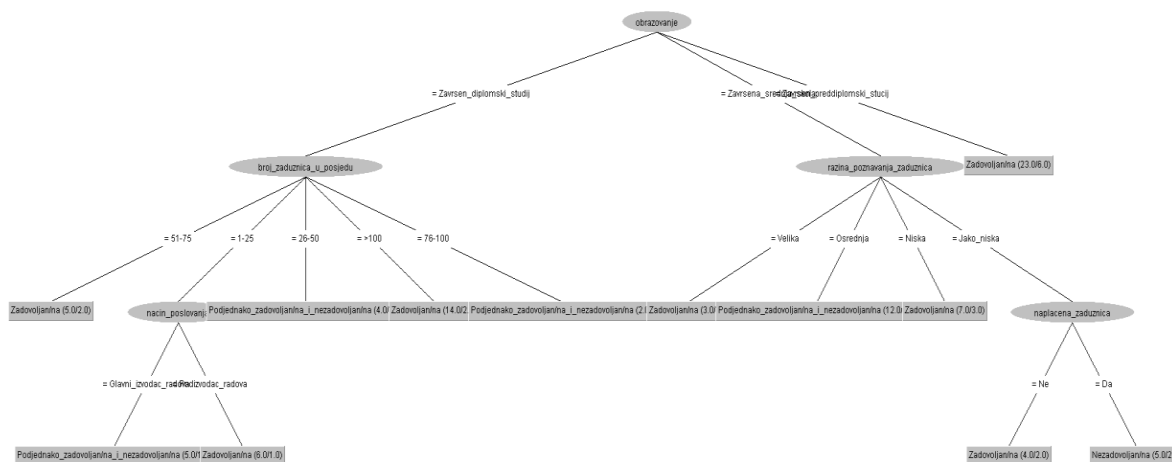 obrazovanje
= Zavrsen_diplomski_studij
= Zavrsena_srednja
preddiplomski_studij
broj_zaduznica_u_posjedu
razina_poznavanja_zaduznica
Zadovoljan/na (23.0/6.0)
= 51-75
= 1-25
= 26-50
= >100
= 76-100
= Velika
= Osrednja
= Niska
= Jako_niska
Zadovoljan/na (5.0/2.0)
nacin_poslovanja
Podjednako_zadovoljan/na_i_nezadovoljan/na (4.0/
Zadovoljan/na (14.0/2.
Podjednako_zadovoljan/na_i_nezadovoljan/na (2.
Zadovoljan/na (3.0/
Podjednako_zadovoljan/na_i_nezadovoljan/na (12.0/
Zadovoljan/na (7.0/3.0)
naplacena_zaduznica
= Glavni_izvodac_radova
= Podizvodac_radova
= Ne
= Da
Podjednako_zadovoljan/na_i_nezadovoljan/na (5.0/1
Zadovoljan/na (6.0/1.0)
Zadovoljan/na (4.0/2.0)
Nezadovoljan/na (5.0/2